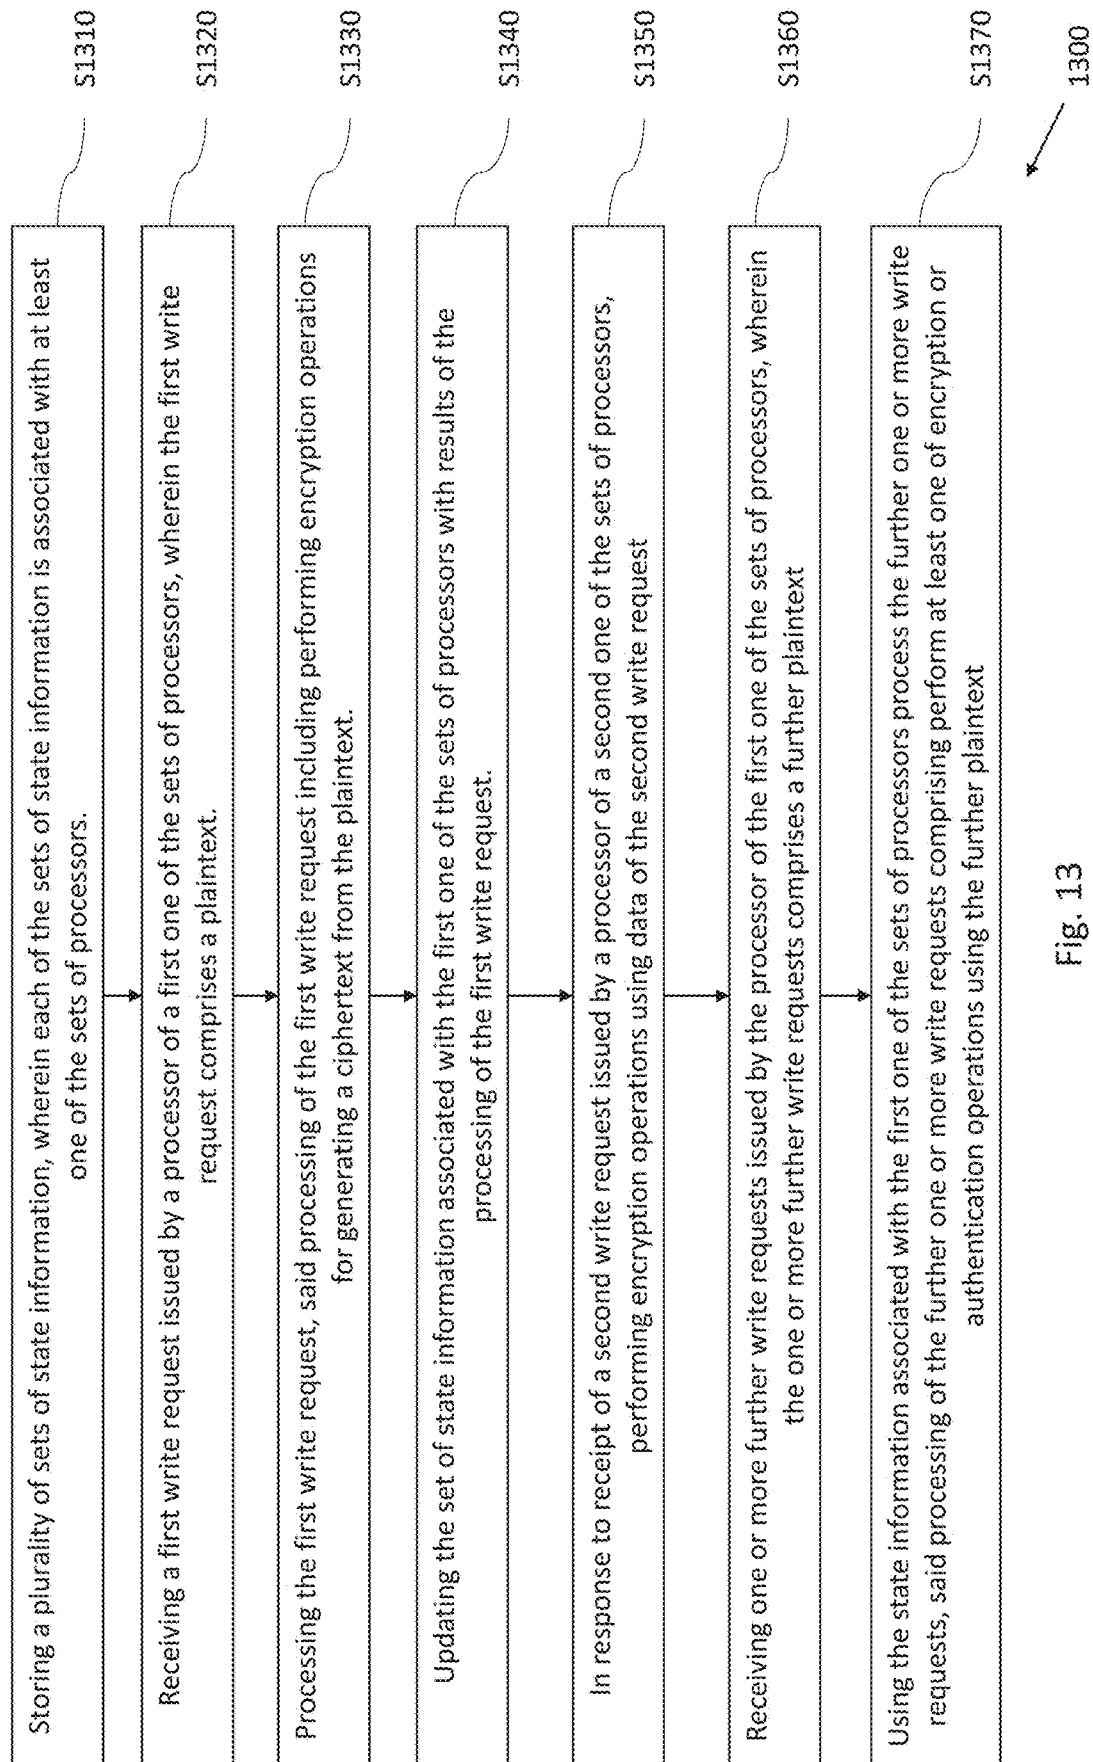 Storing a plurality of sets of state information, wherein each of the sets of state information is associated with at least
one of the sets of processors.
S1310
Receiving a first write request issued by a processor of a first one of the sets of processors, wherein the first write
request comprises a plaintext.
S1320
Processing the first write request, said processing of the first write request including performing encryption operations
for generating a ciphertext from the plaintext.
S1330
Updating the set of state information associated with the first one of the sets of processors with results of the
processing of the first write request.
S1340
In response to receipt of a second write request issued by a processor of a second one of the sets of processors,
performing encryption operations using data of the second write request
S1350
Receiving one or more further write requests issued by the processor of the first one of the sets of processors, wherein
the one or more further write requests comprises a further plaintext
S1360
Using the state information associated with the first one of the sets of processors process the further one or more write
requests, said processing of the further one or more write requests comprising perform at least one of encryption or
authentication operations using the further plaintext
S1370
1300
Fig. 13